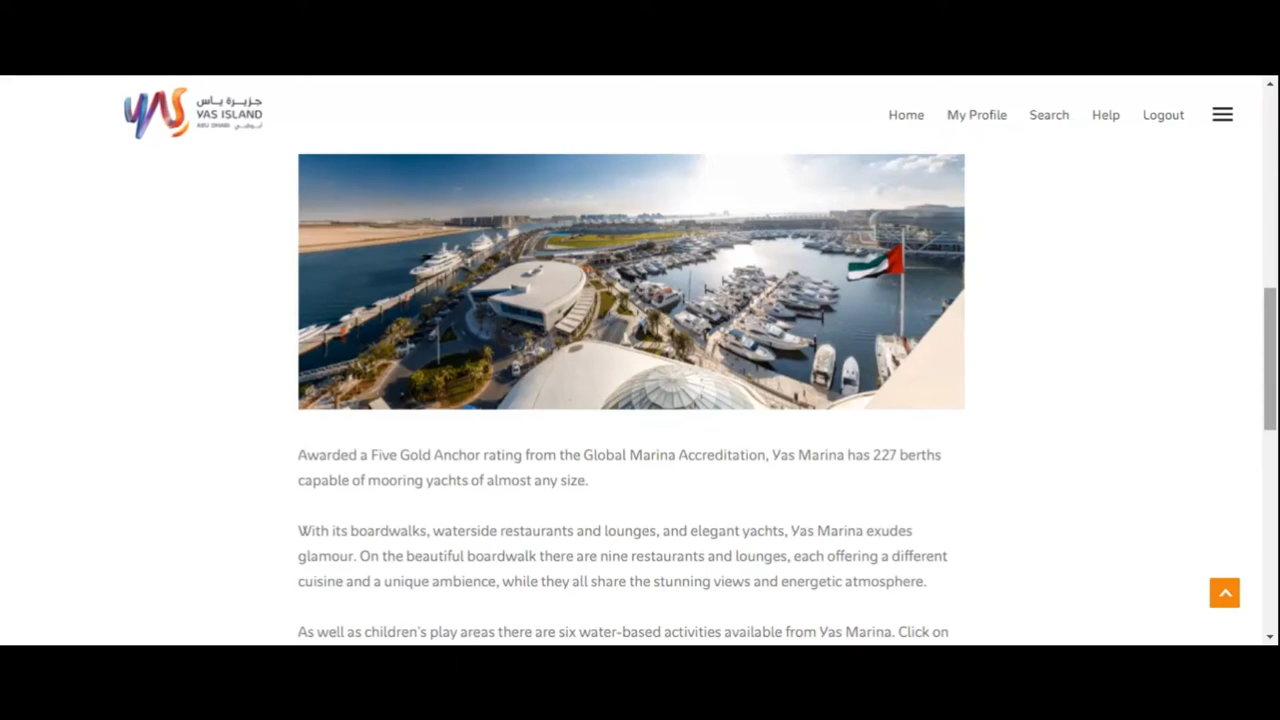 جزيرة ياس
YAS ISLAND
ABU DHABI أبوظبي
Home My Profile Search Help Logout
Awarded a Five Gold Anchor rating from the Global Marina Accreditation, Yas Marina has 227 berths
capable of mooring yachts of almost any size.
With its boardwalks, waterside restaurants and lounges, and elegant yachts, Yas Marina exudes
glamour. On the beautiful boardwalk there are nine restaurants and lounges, each offering a different
cuisine and a unique ambience, while they all share the stunning views and energetic atmosphere.
As well as children's play areas there are six water-based activities available from Yas Marina. Click on